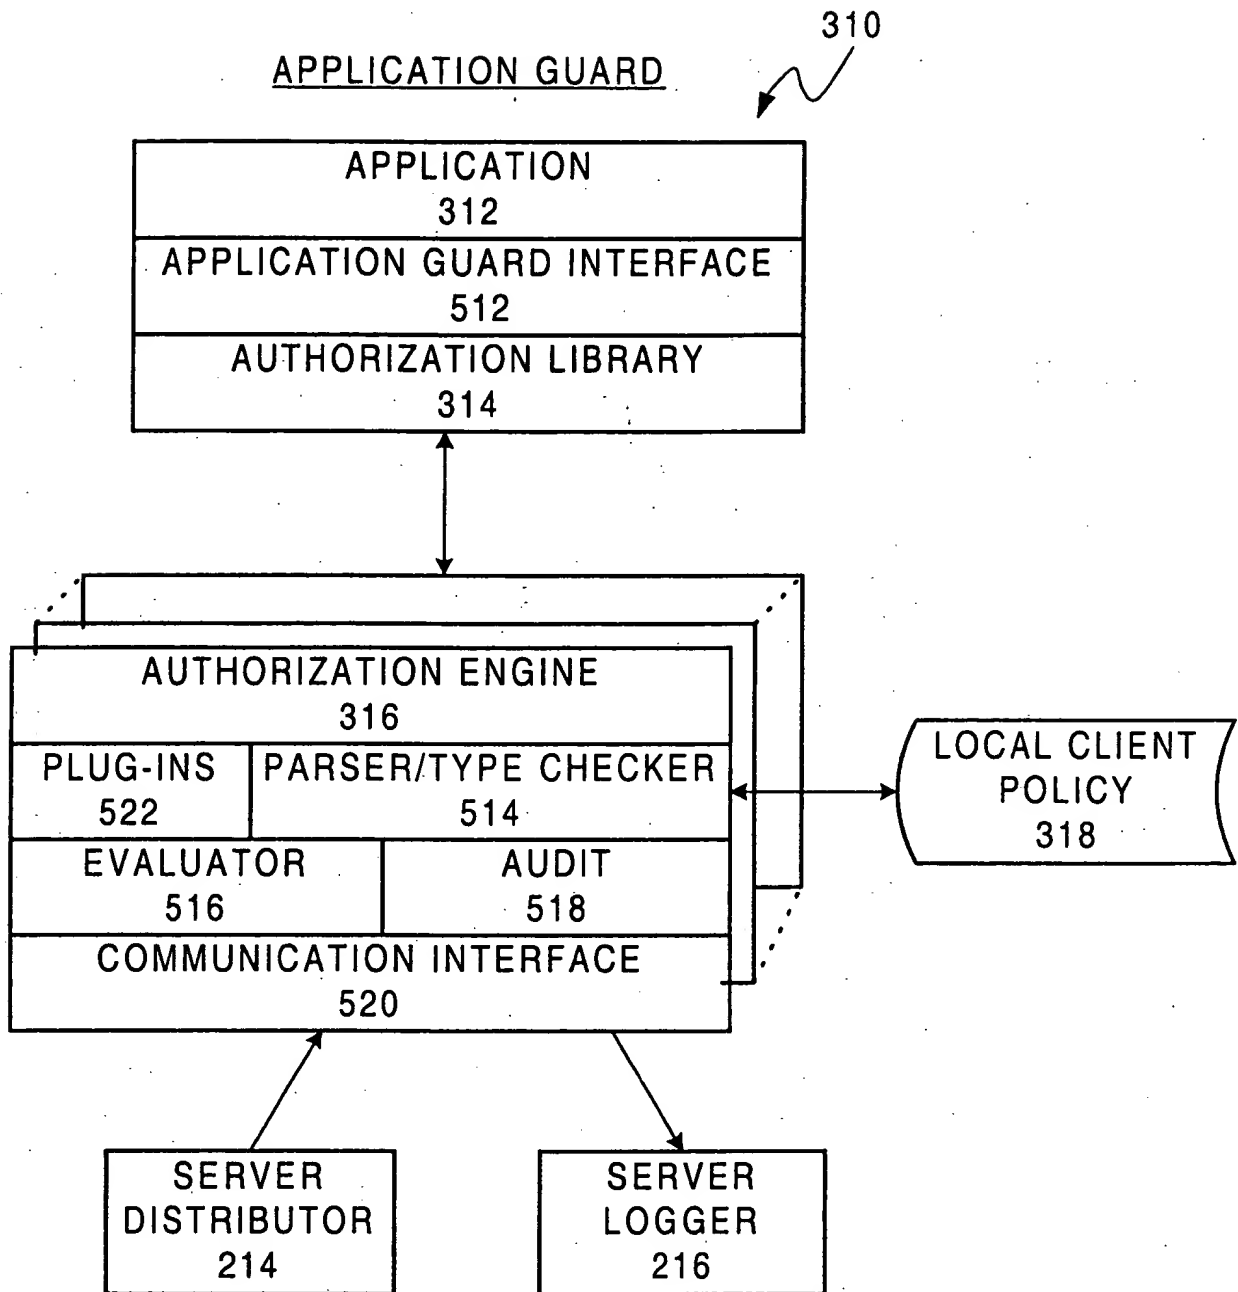 310
APPLICATION GUARD
APPLICATION
312
APPLICATION GUARD INTERFACE
512
AUTHORIZATION LIBRARY
314
AUTHORIZATION ENGINE
316
PLUG-INS
522
PARSER/TYPE CHECKER
514
EVALUATOR
516
AUDIT
518
COMMUNICATION INTERFACE
520
LOCAL CLIENT
POLICY
318
SERVER
DISTRIBUTOR
214
SERVER
LOGGER
216